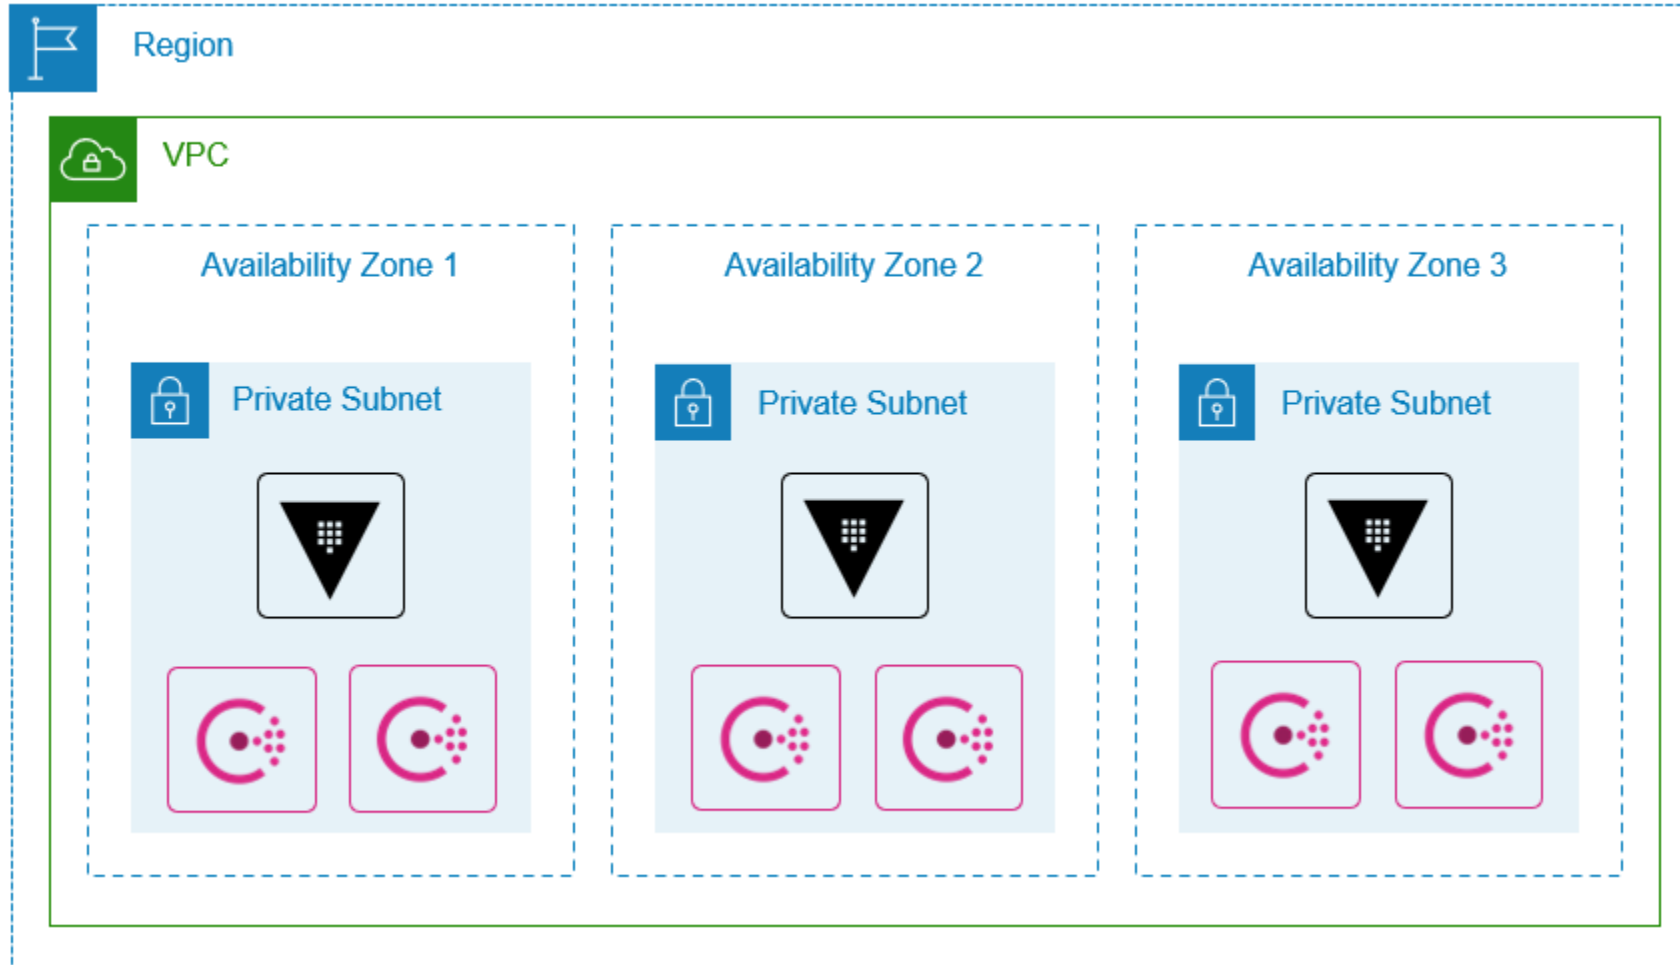 Region
VPC
Availability Zone 1
Availability Zone 2
Availability Zone 3
Private Subnet
Private Subnet
Private Subnet